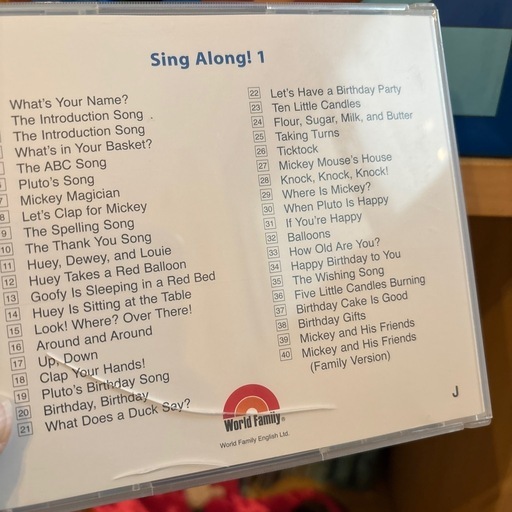 Sing Along! 1
What's Your Name?
The Introduction Song
The Introduction Song
What's in Your Basket?
The ABC Song
Pluto's Song
7 Mickey Magician
8 Let's Clap for Mickey
9 The Spelling Song
10 The Thank You Song
11 Huey, Dewey, and Louie
12 Huey Takes a Red Balloon
13 Goofy Is Sleeping in a Red Bed
14 Huey Is Sitting at the Table
15 Look! Where? Over There!
16 Around and Around
17 Up, Down
18 Clap Your Hands!
19 Pluto's Birthday Song
20 Birthday, Birthday
21 What Does a Duck Say?
22 Let's Have a Birthday Party
23 Ten Little Candles
24 Flour, Sugar, Milk, and Butter
25 Taking Turns
26 Ticktock
27 Mickey Mouse's House
28 Knock, Knock, Knock!
29 Where Is Mickey?
30 When Pluto Is Happy
31 If You're Happy
32 Balloons
33 How Old Are You?
34 Happy Birthday to You
35 The Wishing Song
36 Five Little Candles Burning
37 Birthday Cake Is Good
38 Birthday Gifts
39 Mickey and His Friends
40 Mickey and His Friends
(Family Version)
J
World Family®
World Family English Ltd.